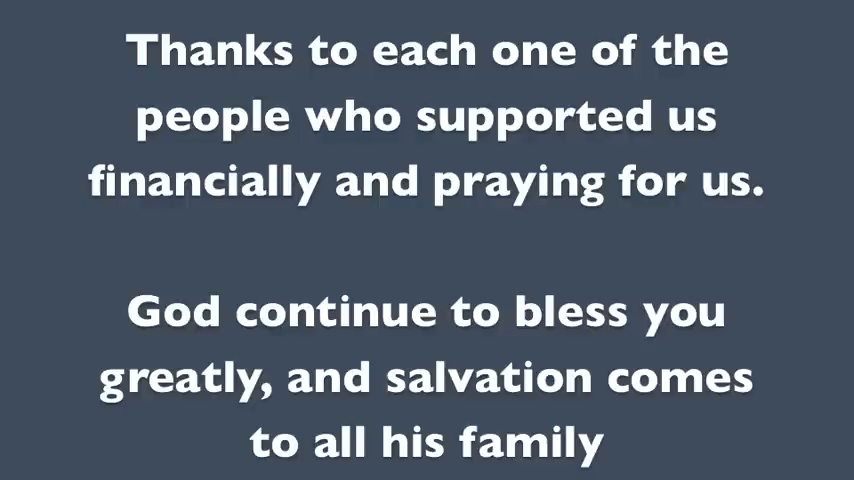 Thanks to each one of the
people who supported us
financially and praying for us.
God continue to bless you
greatly, and salvation comes
to all his family